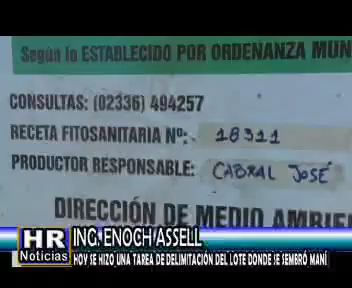 Según lo ESTABLECIDO POR ORDENANZA MUN
CONSULTAS: (02336) 494257
RECETA FITOSANITARIA Nº: 18311
PRODUCTOR RESPONSABLE: CABRAL JOSÉ
DIRECCIÓN DE MEDIO AMBIE
HR
Noticias
ING. ENOCH ASSELL
HOY SE HIZO UNA TAREA DE DELIMITACIÓN DEL LOTE DONDE SE SEMBRÓ MANÍ